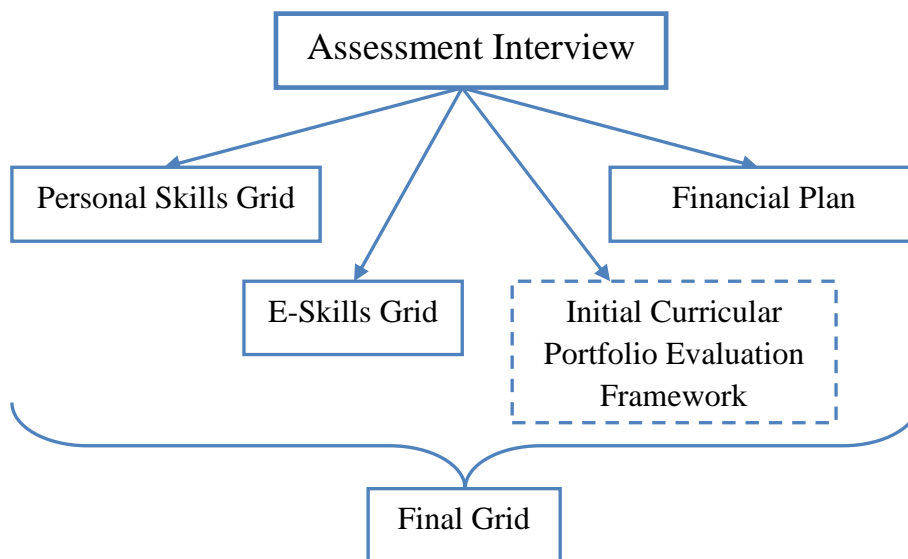 Assessment Interview
Personal Skills Grid
Financial Plan
E-Skills Grid
Initial Curricular
Portfolio Evaluation
Framework
Final Grid